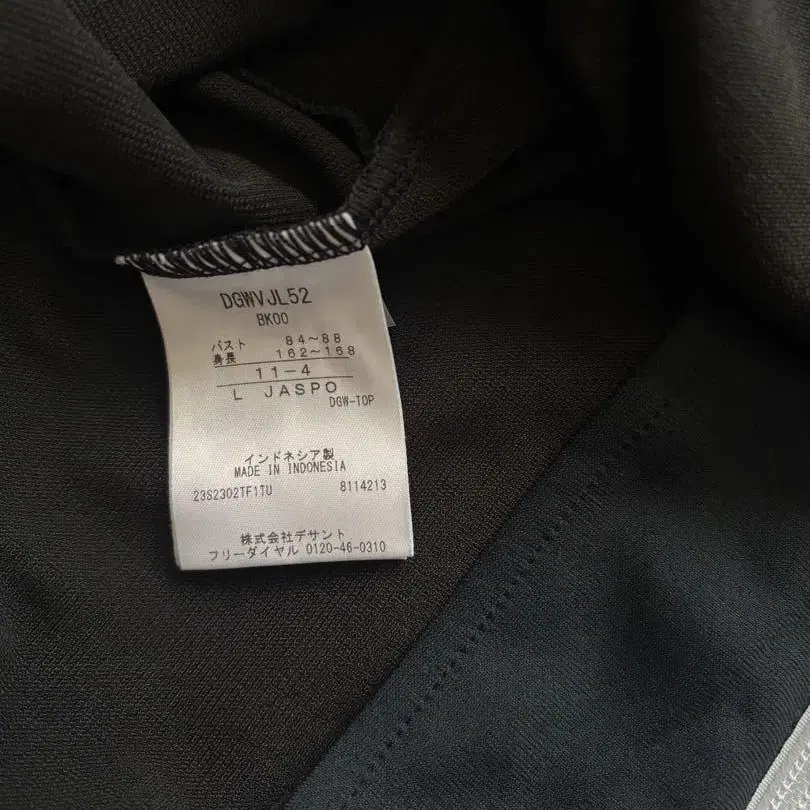 DGWVJL52
BK00
バスト 84~88
身長 162~168
11-4
L JASPO
DGW-TOP
インドネシア製
MADE IN INDONESIA
23S2302TF1TU 8114213
株式会社デサント
フリーダイヤル 0120-46-0310